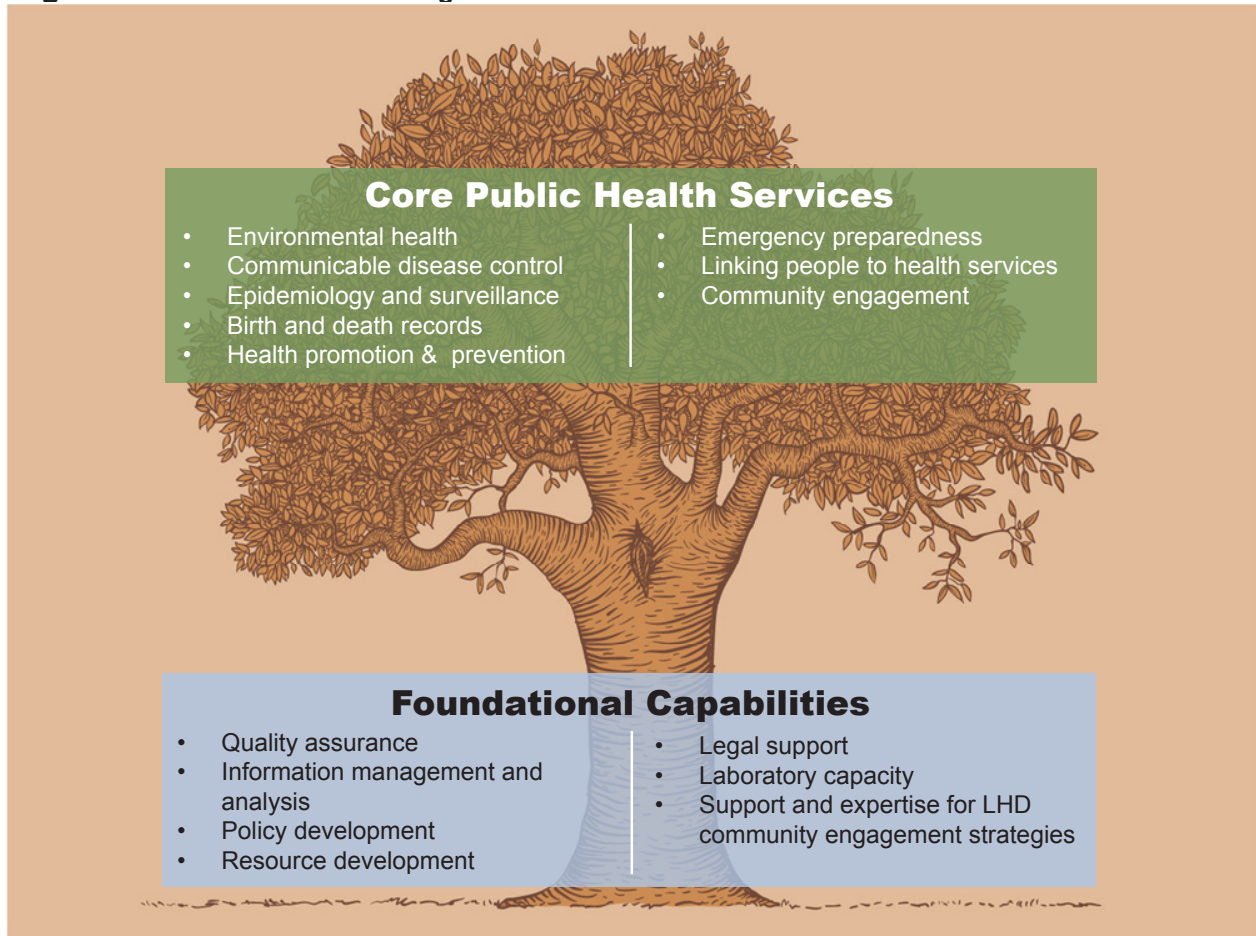 Core Public Health Services
• Environmental health
• Communicable disease control
• Epidemiology and surveillance
• Birth and death records
• Health promotion & prevention
• Emergency preparedness
• Linking people to health services
• Community engagement
Foundational Capabilities
• Quality assurance
• Information management and
analysis
• Policy development
• Resource development
• Legal support
• Laboratory capacity
• Support and expertise for LHD
community engagement strategies